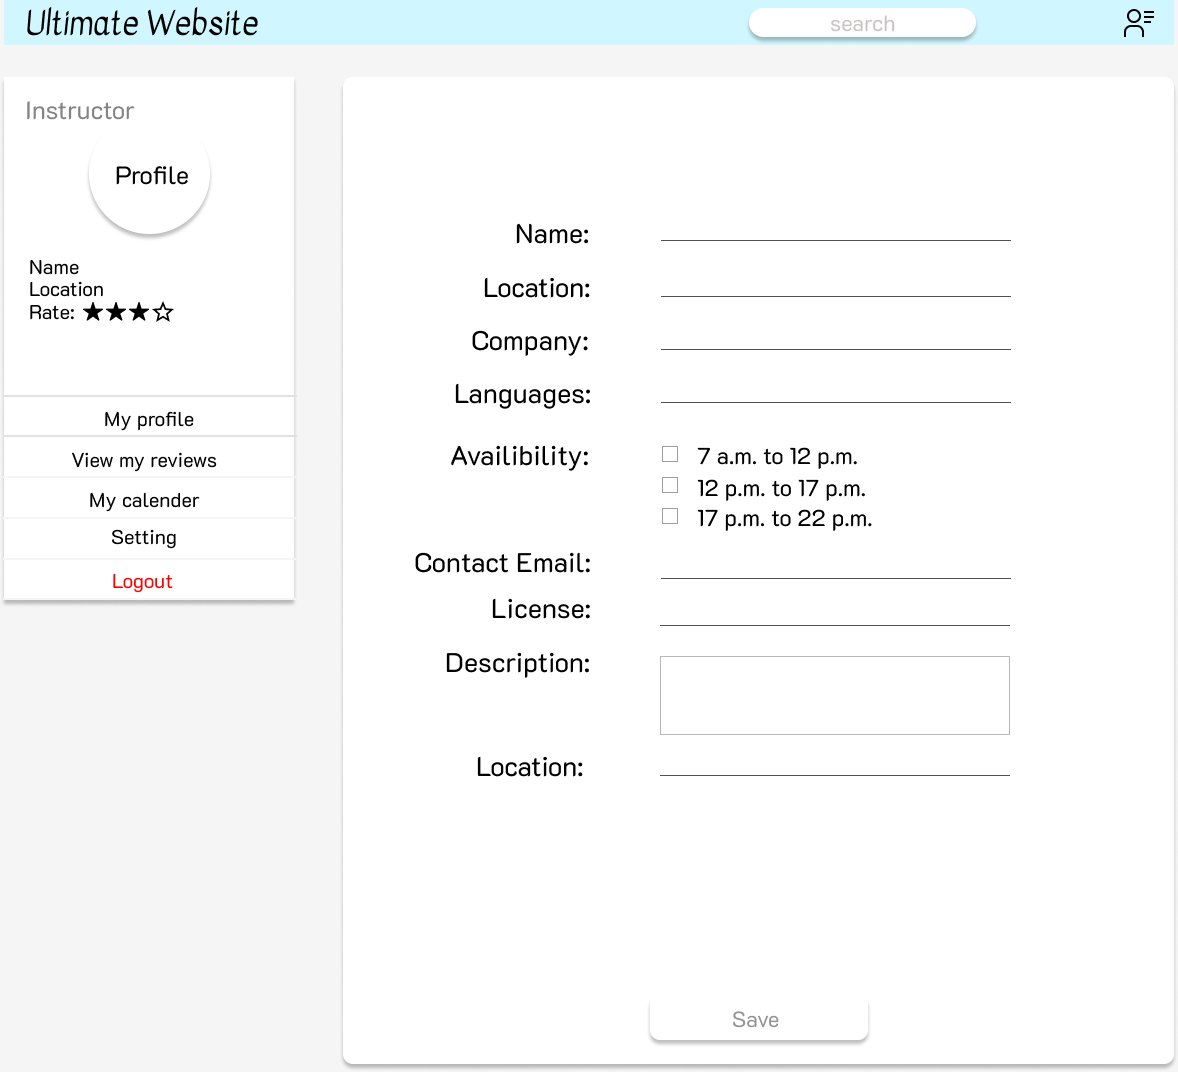 Ultimate Website
search
Instructor
Profile
Name
Location
Rate: ★★★☆
My profile
View my reviews
My calender
Setting
Logout
Name:
Location:
Company:
Languages:
Availibility:
7 a.m. to 12 p.m.
12 p.m. to 17 p.m.
17 p.m. to 22 p.m.
Contact Email:
License:
Description:
Location:
Save